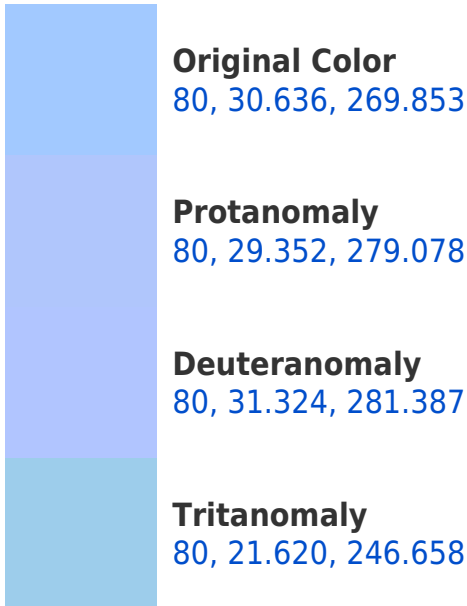 Original Color
80, 30.636, 269.853
Protanomaly
80, 29.352, 279.078
Deuteranomaly
80, 31.324, 281.387
Tritanomaly
80, 21.620, 246.658